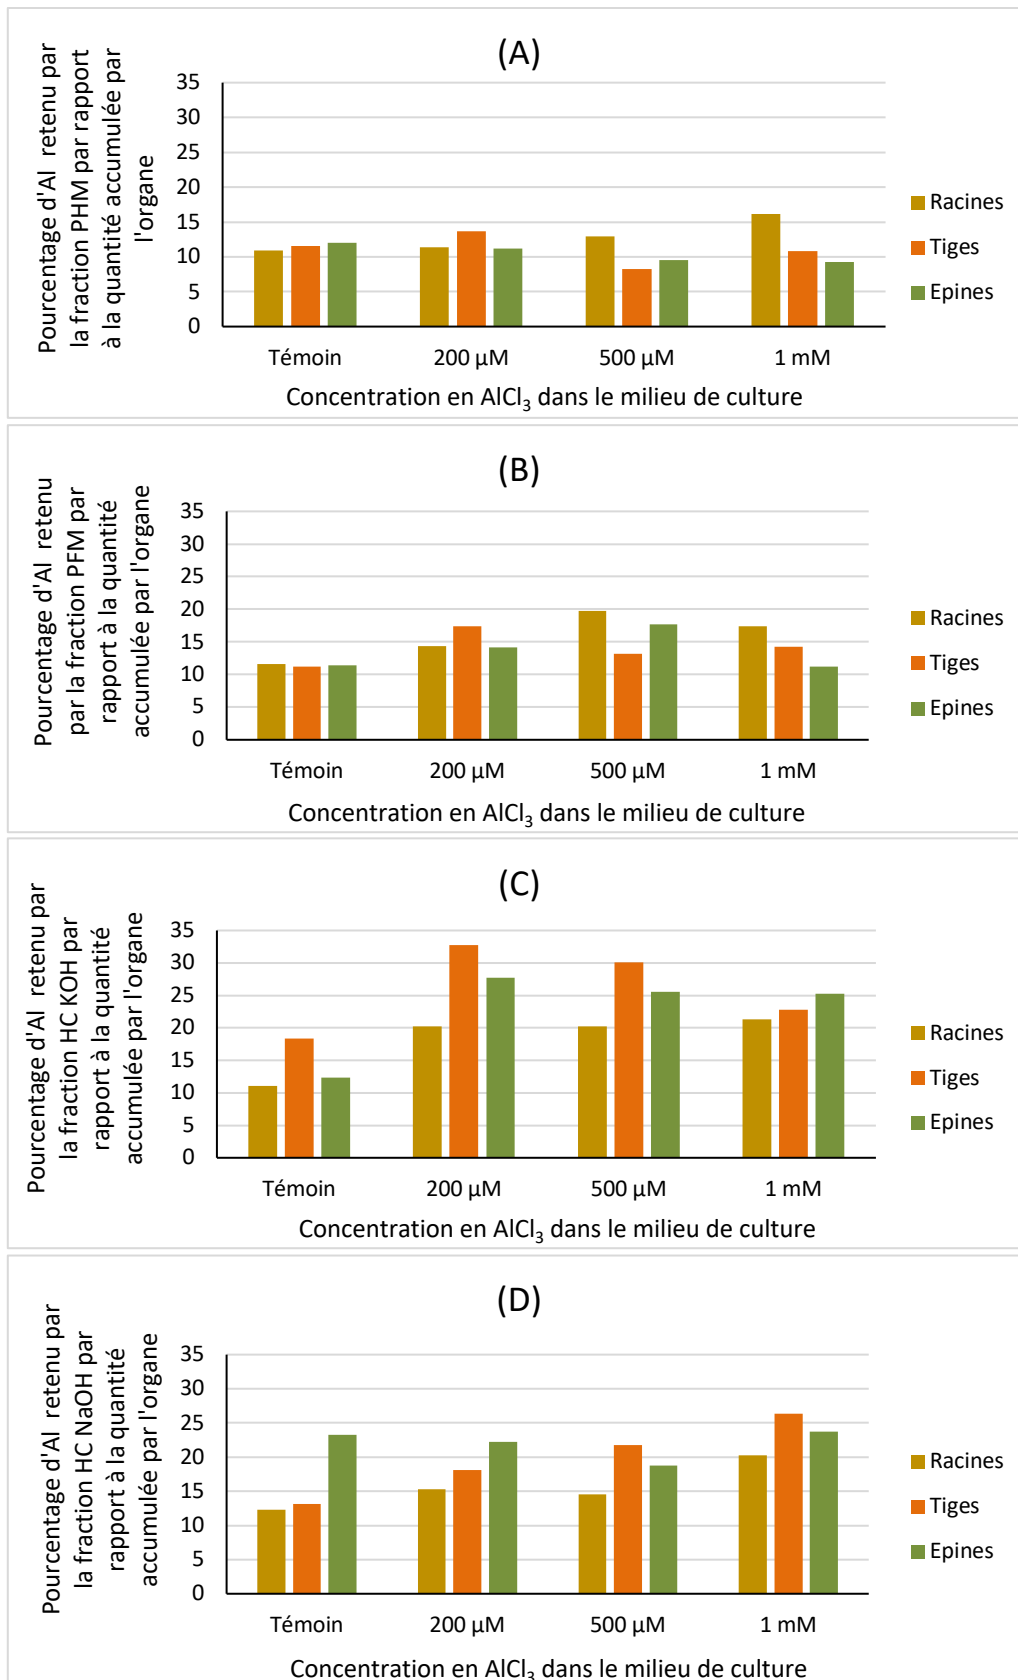 (A)
Pourcentage d'Al retenu par
la fraction PHM par rapport
à la quantité accumulée par
l'organe
35
30
25
20
15
10
5
0
Témoin 200 µM 500 µM 1 mM
Concentration en AlCl₃ dans le milieu de culture
Racines
Tiges
Epines
(B)
Pourcentage d'Al retenu
par la fraction PFM par
rapport à la quantité
accumulée par l'organe
35
30
25
20
15
10
5
0
Témoin 200 µM 500 µM 1 mM
Concentration en AlCl₃ dans le milieu de culture
Racines
Tiges
Epines
(C)
Pourcentage d'Al retenu par
la fraction HC KOH par
rapport à la quantité
accumulée par l'organe
35
30
25
20
15
10
5
0
Témoin 200 µM 500 µM 1 mM
Concentration en AlCl₃ dans le milieu de culture
Racines
Tiges
Epines
(D)
Pourcentage d'Al retenu par
la fraction HC NaOH par
rapport à la quantité
accumulée par l'organe
35
30
25
20
15
10
5
0
Témoin 200 µM 500 µM 1 mM
Concentration en AlCl₃ dans le milieu de culture
Racines
Tiges
Epines